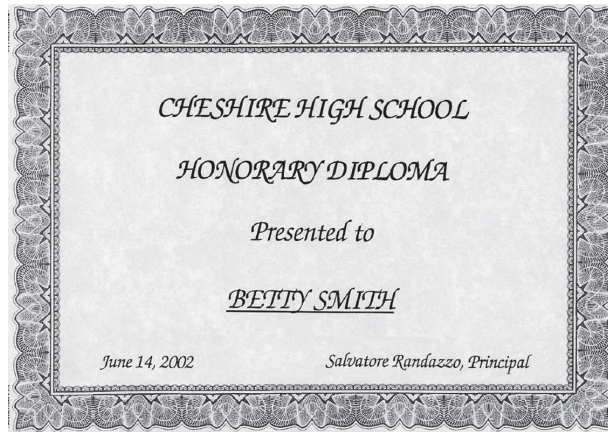 CHESHIRE HIGH SCHOOL
HONORARY DIPLOMA
Presented to
BETTY SMITH
June 14, 2002 Salvatore Randazzo, Principal